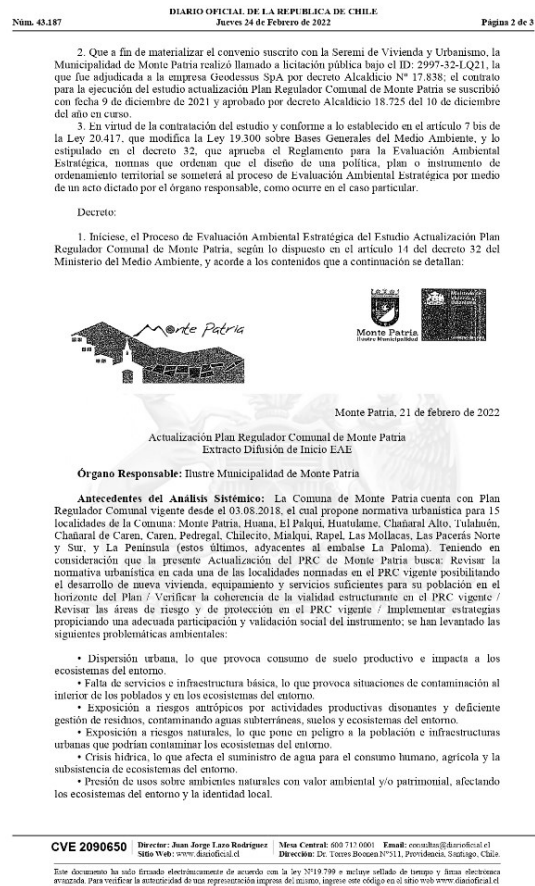 DIARIO OFICIAL DE LA REPUBLICA DE CHILE
Núm. 43.187 Jueves 24 de Febrero de 2022 Página 2 de 3
2. Que a fin de materializar el convenio suscrito con la Seremi de Vivienda y Urbanismo, la
Municipalidad de Monte Patria realizó llamado a licitación pública bajo el ID: 2997-32-LQ21, la
que fue adjudicada a la empresa Geodessus SpA por decreto Alcaldicio Nº 17.838; el contrato
para la ejecución del estudio actualización Plan Regulador Comunal de Monte Patria se suscribió
con fecha 9 de diciembre de 2021 y aprobado por decreto Alcaldicio 18.725 del 10 de diciembre
del año en curso.
3. En virtud de la contratación del estudio y conforme a lo establecido en el artículo 7 bis de
la Ley 20.417, que modifica la Ley 19.300 sobre Bases Generales del Medio Ambiente, y lo
estipulado en el decreto 32, que aprueba el Reglamento para la Evaluación Ambiental
Estratégica, normas que ordenan que el diseño de una política, plan o instrumento de
ordenamiento territorial se someterá al proceso de Evaluación Ambiental Estratégica por medio
de un acto dictado por el órgano responsable, como ocurre en el caso particular.
Decreto:
1. Iníciese, el Proceso de Evaluación Ambiental Estratégica del Estudio Actualización Plan
Regulador Comunal de Monte Patria, según lo dispuesto en el artículo 14 del decreto 32 del
Ministerio del Medio Ambiente, y acorde a los contenidos que a continuación se detallan:
Monte Patria
Monte Patria
Ilustre Municipalidad
Monte Patria, 21 de febrero de 2022
Actualización Plan Regulador Comunal de Monte Patria
Extracto Difusión de Inicio EAE
Órgano Responsable: Ilustre Municipalidad de Monte Patria
Antecedentes del Análisis Sistémico: La Comuna de Monte Patria cuenta con Plan
Regulador Comunal vigente desde el 03.08.2018, el cual propone normativa urbanística para 15
localidades de la Comuna: Monte Patria, Huana, El Palqui, Huatulame, Chañaral Alto, Tulahuén,
Chañaral de Caren, Caren, Pedregal, Chilecito, Mialqui, Rapel, Las Mollacas, Las Pacerás Norte
y Sur, y La Península (estos últimos, adyacentes al embalse La Paloma). Teniendo en
consideración que la presente Actualización del PRC de Monte Patria busca: Revisar la
normativa urbanística en cada una de las localidades normadas en el PRC vigente posibilitando
el desarrollo de nueva vivienda, equipamiento y servicios suficientes para su población en el
horizonte del Plan / Verificar la coherencia de la vialidad estructurante en el PRC vigente /
Revisar las áreas de riesgo y de protección en el PRC vigente / Implementar estrategias
propiciando una adecuada participación y validación social del instrumento; se han levantado las
siguientes problemáticas ambientales:
• Dispersión urbana, lo que provoca consumo de suelo productivo e impacta a los
ecosistemas del entorno.
• Falta de servicios e infraestructura básica, lo que provoca situaciones de contaminación al
interior de los poblados y en los ecosistemas del entorno.
• Exposición a riesgos antrópicos por actividades productivas disonantes y deficiente
gestión de residuos, contaminando aguas subterráneas, suelos y ecosistemas del entorno.
• Exposición a riesgos naturales, lo que pone en peligro a la población e infraestructuras
urbanas que podrían contaminar los ecosistemas del entorno.
• Crisis hídrica, lo que afecta el suministro de agua para el consumo humano, agrícola y la
subsistencia de ecosistemas del entorno.
• Presión de usos sobre ambientes naturales con valor ambiental y/o patrimonial, afectando
los ecosistemas del entorno y la identidad local.
CVE 2090650
Director: Juan Jorge Lazo Rodríguez
Sitio Web: www.diarioficial.cl
Mesa Central: 600 712 0001 Email: consultas@diarioficial.cl
Dirección: Dr. Torres Boonen Nº511, Providencia, Santiago, Chile.
Este documento ha sido firmado electrónicamente de acuerdo con la ley Nº19.799 e incluye sellado de tiempo y firma electrónica
avanzada. Para verificar la autenticidad de una representación impresa del mismo, ingrese este código en el sitio web www.diarioficial.cl